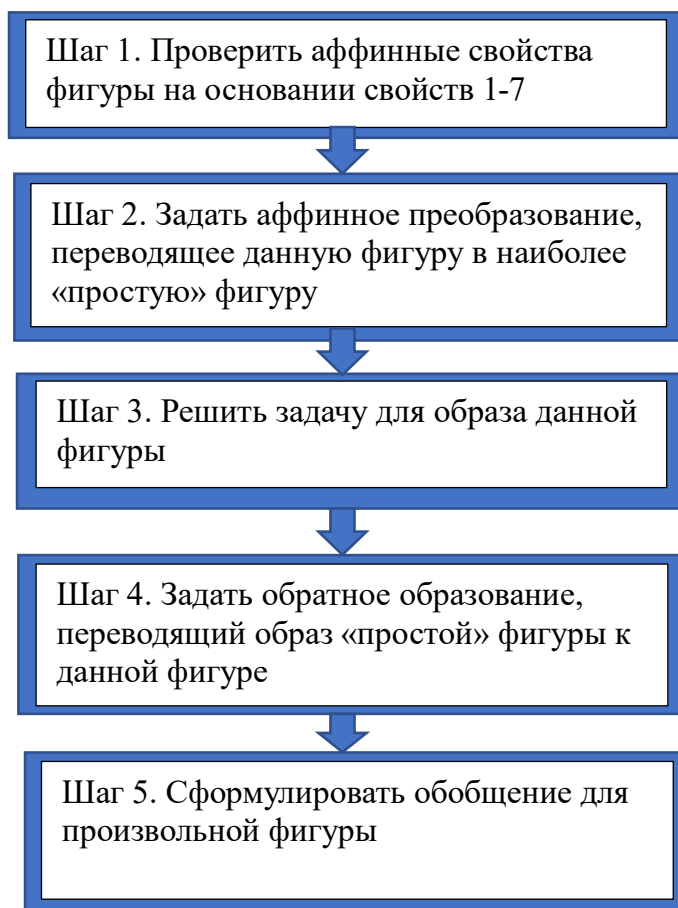 Шаг 1. Проверить аффинные свойства
фигуры на основании свойств 1-7
Шаг 2. Задать аффинное преобразование,
переводящее данную фигуру в наиболее
«простую» фигуру
Шаг 3. Решить задачу для образа данной
фигуры
Шаг 4. Задать обратное образование,
переводящий образ «простой» фигуры к
данной фигуре
Шаг 5. Сформулировать обобщение для
произвольной фигуры